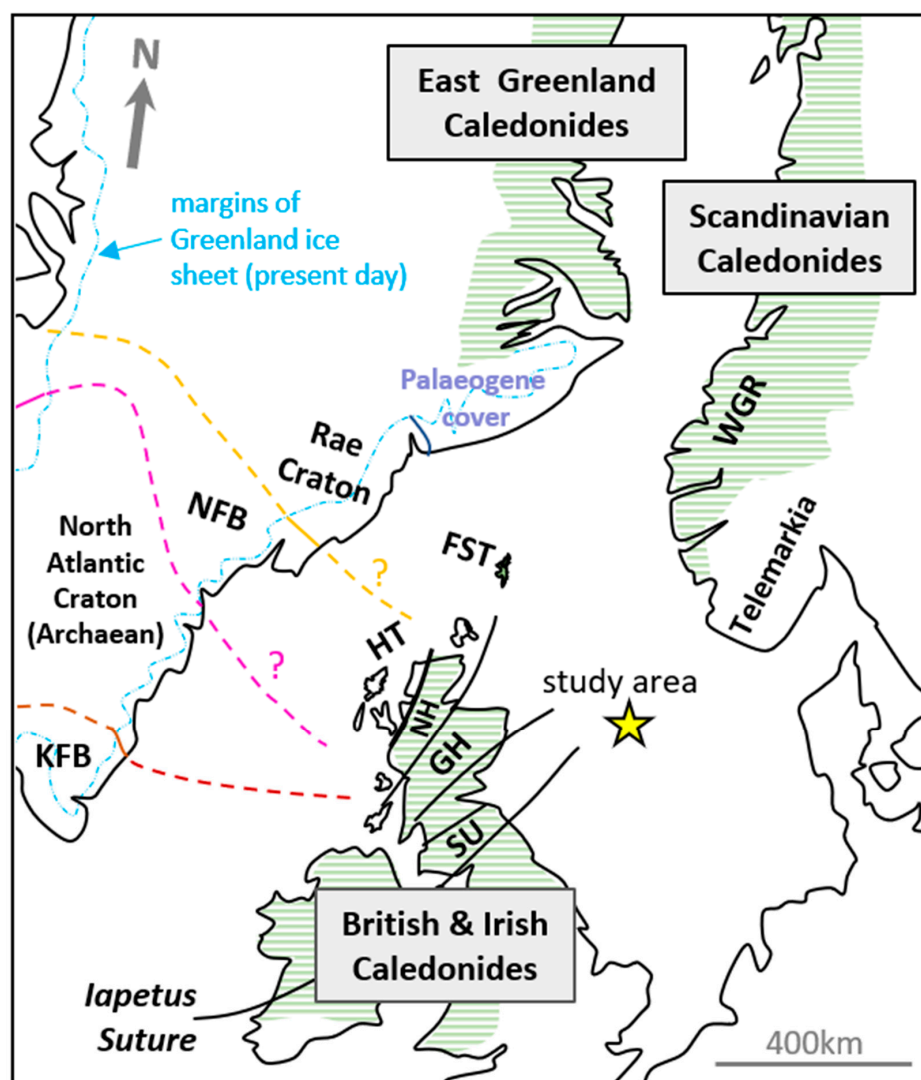 N
East Greenland
Caledonides
margins of
Greenland ice
sheet (present day)
Scandinavian
Caledonides
Palaeogene
cover
WGR
Rae
Craton
NFB
North
Atlantic
Craton
(Archaean)
FST
?
Telemarkia
HT
?
study area
NH
KFB
GH
SU
British & Irish
Caledonides
Iapetus
Suture
400km